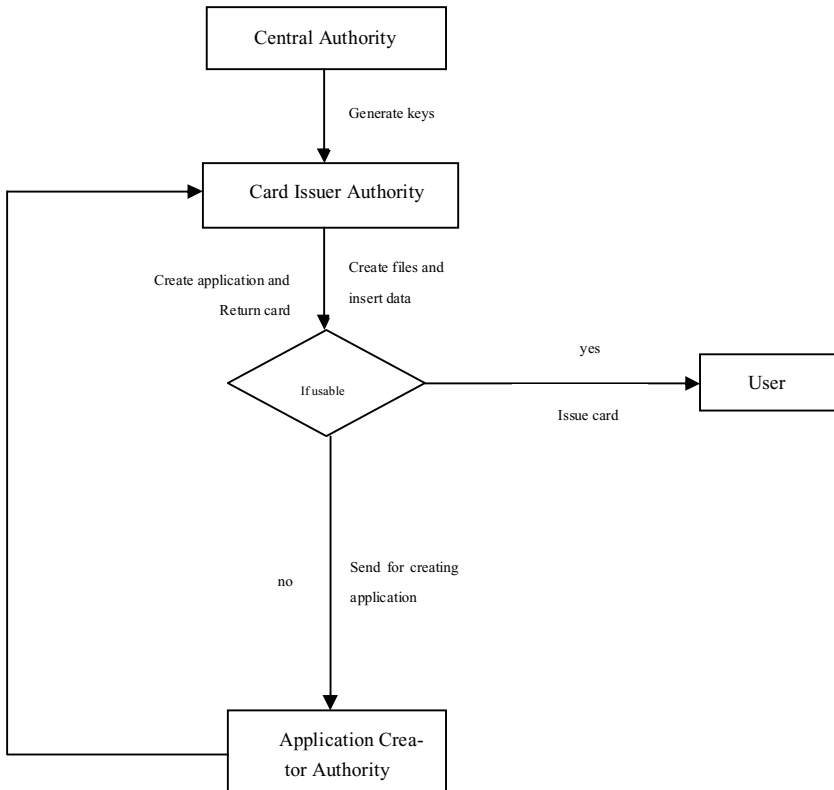 Central Authority
Generate keys
Card Issuer Authority
Create application and
Return card
Create files and
insert data
If usable
yes
Issue card
User
no
Send for creating
application
Application Crea-
tor Authority